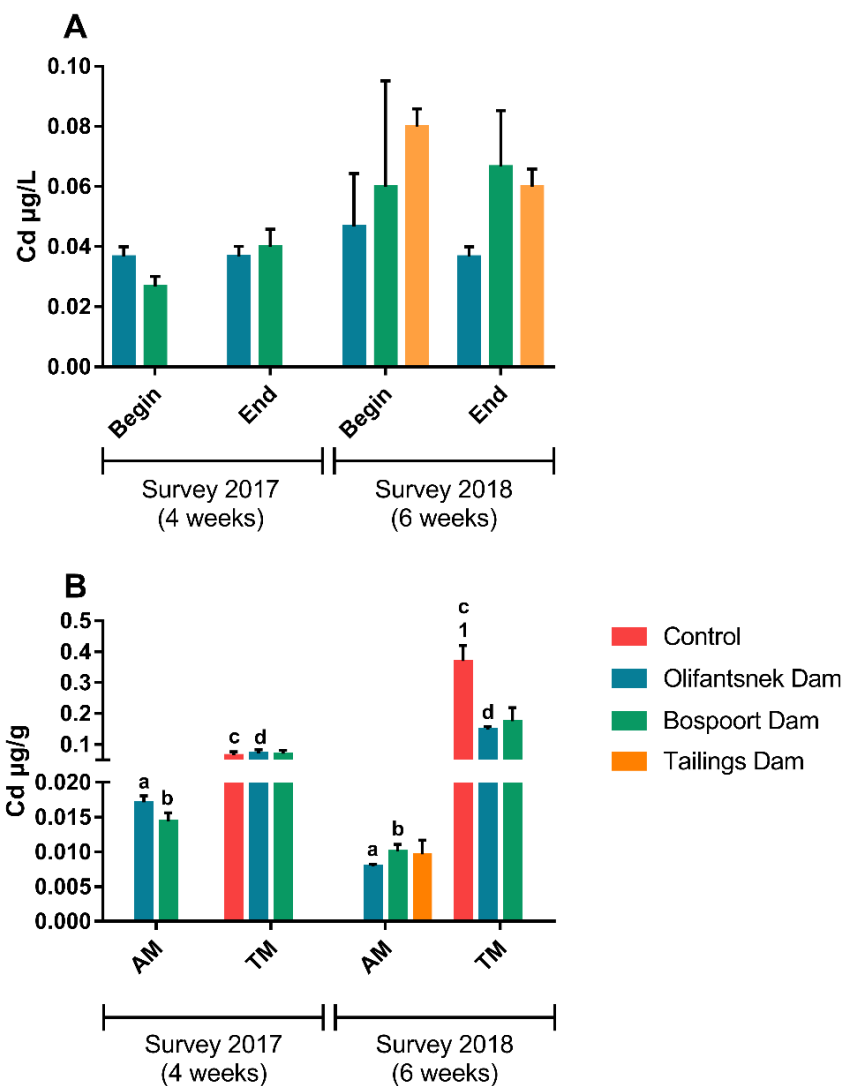 A
Cd µg/L
0.10
0.08
0.06
0.04
0.02
0.00
Begin
End
Begin
End
Survey 2017
(4 weeks)
Survey 2018
(6 weeks)
B
Cd µg/g
0.5
0.4
0.3
0.2
0.1
0.020
0.015
0.010
0.005
0.000
a
b
c
d
a
b
c
1
d
AM
TM
AM
TM
Survey 2017
(4 weeks)
Survey 2018
(6 weeks)
Control
Olifantsnek Dam
Bospoort Dam
Tailings Dam